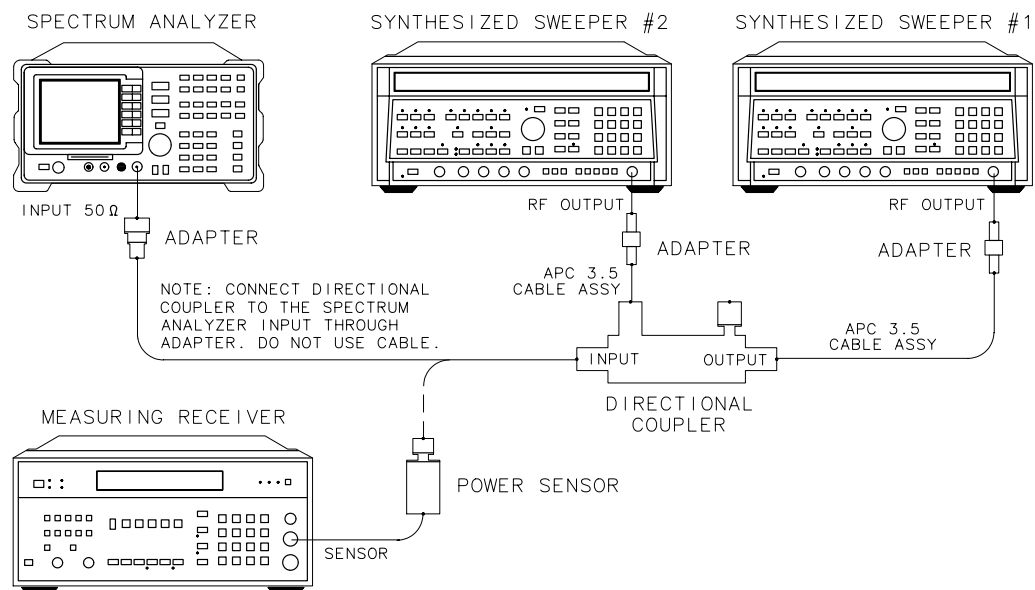 SPECTRUM ANALYZER
SYNTHESIZED SWEEPER #2
SYNTHESIZED SWEEPER #1
INPUT 50Ω
RF OUTPUT
RF OUTPUT
ADAPTER
ADAPTER
ADAPTER
APC 3.5
CABLE ASSY
NOTE: CONNECT DIRECTIONAL
COUPLER TO THE SPECTRUM
ANALYZER INPUT THROUGH
ADAPTER. DO NOT USE CABLE.
APC 3.5
CABLE ASSY
INPUT
OUTPUT
DIRECTIONAL
COUPLER
MEASURING RECEIVER
POWER SENSOR
SENSOR